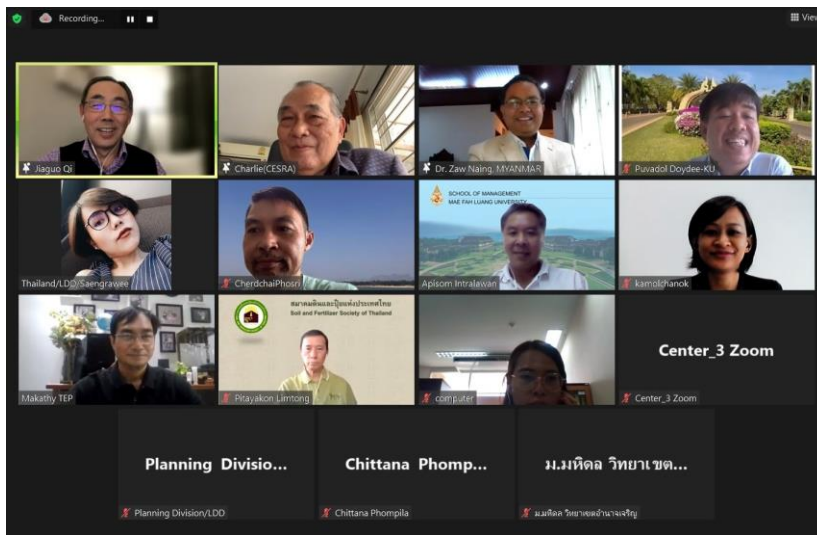 Recording...
View
Jiaguo Qi
Charlie(CESRA)
Dr. Zaw Naing, MYANMAR
Puvadol Doydee-KU
Thailand/LDD/Saengrawee
CherdchaiPhosri
SCHOOL OF MANAGEMENT
MAE FAH LUANG UNIVERSITY
Apisom Intralawan
kamolchanok
Makathy TEP
สมาคมดินและปุ๋ยแห่งประเทศไทย
Soil and Fertilizer Society of Thailand
Pitayakon Limtong
computer
Center_3 Zoom
Center_3 Zoom
Planning Divisio...
Planning Division/LDD
Chittana Phomp...
Chittana Phompila
ม.มหิดล วิทยาเขต...
ม.มหิดล วิทยาเขตอำนาจเจริญ